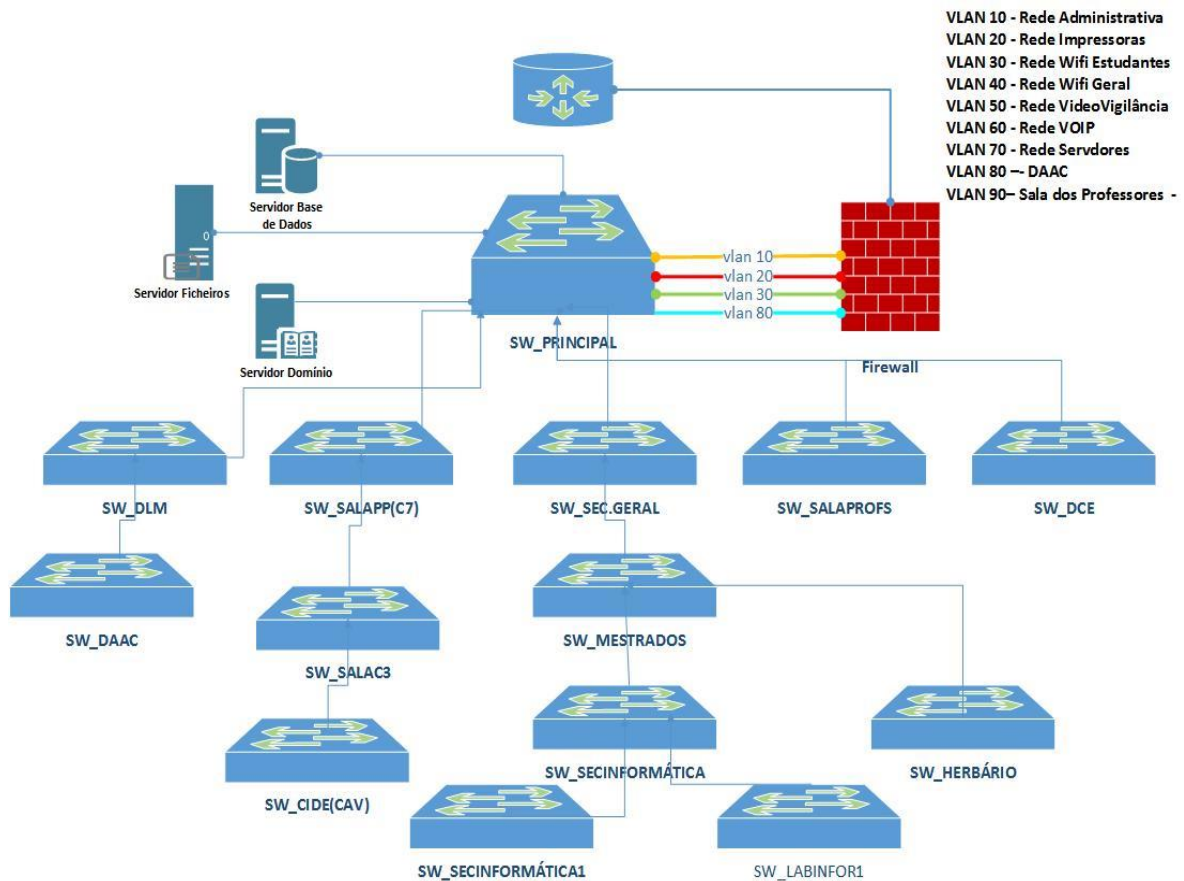 VLAN 10 - Rede Administrativa
VLAN 20 - Rede Impressoras
VLAN 30 - Rede Wifi Estudantes
VLAN 40 - Rede Wifi Geral
VLAN 50 - Rede VideoVigilância
VLAN 60 - Rede VOIP
VLAN 70 - Rede Servdores
VLAN 80 –- DAAC
VLAN 90– Sala dos Professores -
Servidor Base
de Dados
Servidor Ficheiros
Servidor Domínio
vlan 10
vlan 20
vlan 30
vlan 80
SW_PRINCIPAL
Firewall
SW_DLM
SW_SALAPP(C7)
SW_SEC.GERAL
SW_SALAPROFS
SW_DCE
SW_DAAC
SW_SALAC3
SW_MESTRADOS
SW_CIDE(CAV)
SW_SECINFORMÁTICA
SW_HERBÁRIO
SW_SECINFORMÁTICA1
SW_LABINFOR1